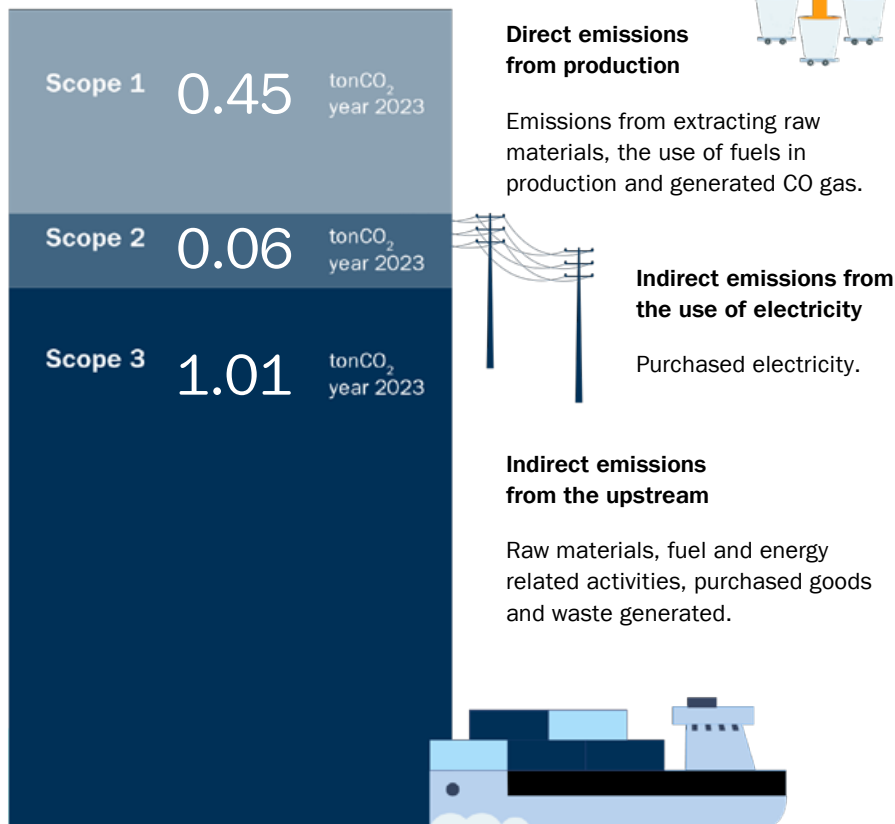 Scope 1 0.45 tonCO₂
year 2023
Direct emissions
from production
Emissions from extracting raw
materials, the use of fuels in
production and generated CO gas.
Scope 2 0.06 tonCO₂
year 2023
Indirect emissions from
the use of electricity
Purchased electricity.
Scope 3 1.01 tonCO₂
year 2023
Indirect emissions
from the upstream
Raw materials, fuel and energy
related activities, purchased goods
and waste generated.